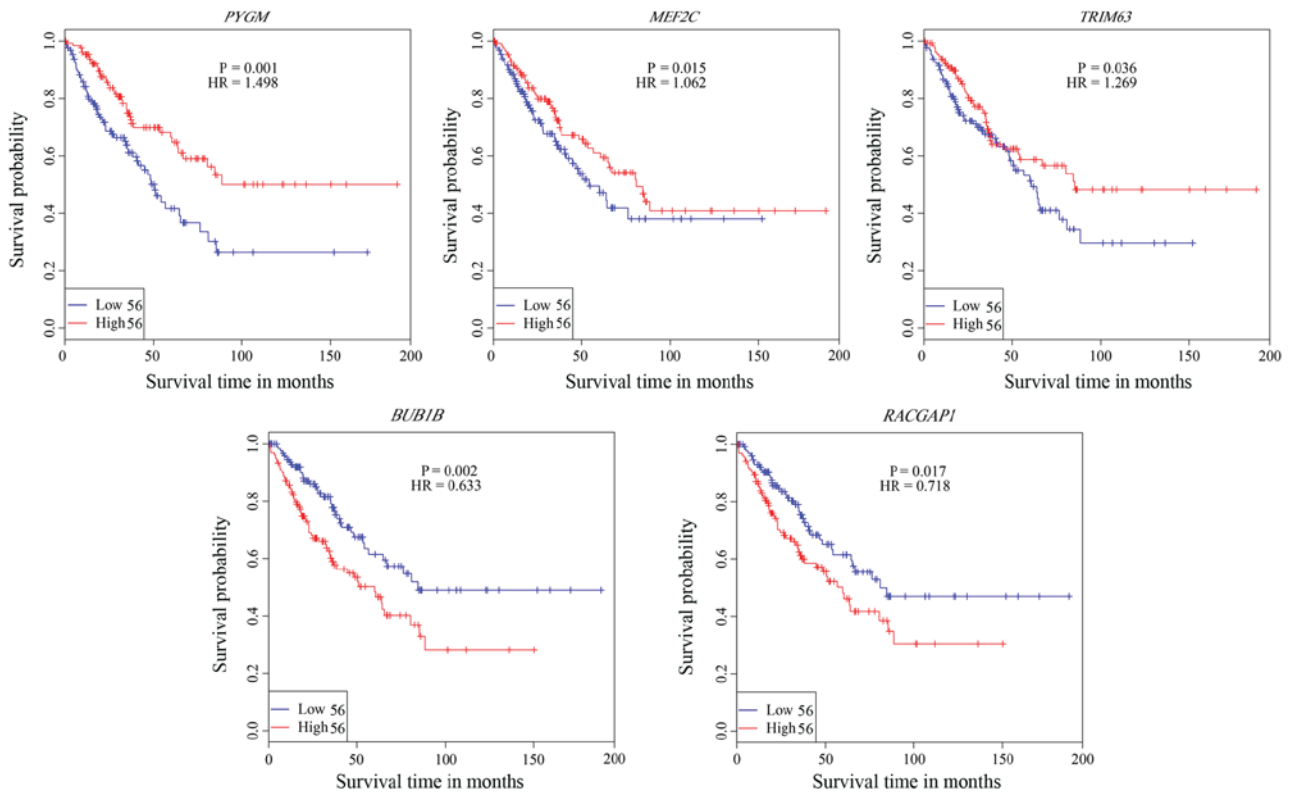 PYGM
P = 0.001
HR = 1.498
Survival probability
1.0
0.8
0.6
0.4
0.2
0.0
Low 56
High 56
0
50
100
150
200
Survival time in months
MEF2C
P = 0.015
HR = 1.062
Survival probability
1.0
0.8
0.6
0.4
0.2
0.0
Low 56
High 56
0
50
100
150
200
Survival time in months
TRIM63
P = 0.036
HR = 1.269
Survival probability
1.0
0.8
0.6
0.4
0.2
0.0
Low 56
High 56
0
50
100
150
200
Survival time in months
BUB1B
P = 0.002
HR = 0.633
Survival probability
1.0
0.8
0.6
0.4
0.2
0.0
Low 56
High 56
0
50
100
150
200
Survival time in months
RACGAP1
P = 0.017
HR = 0.718
Survival probability
1.0
0.8
0.6
0.4
0.2
0.0
Low 56
High 56
0
50
100
150
200
Survival time in months